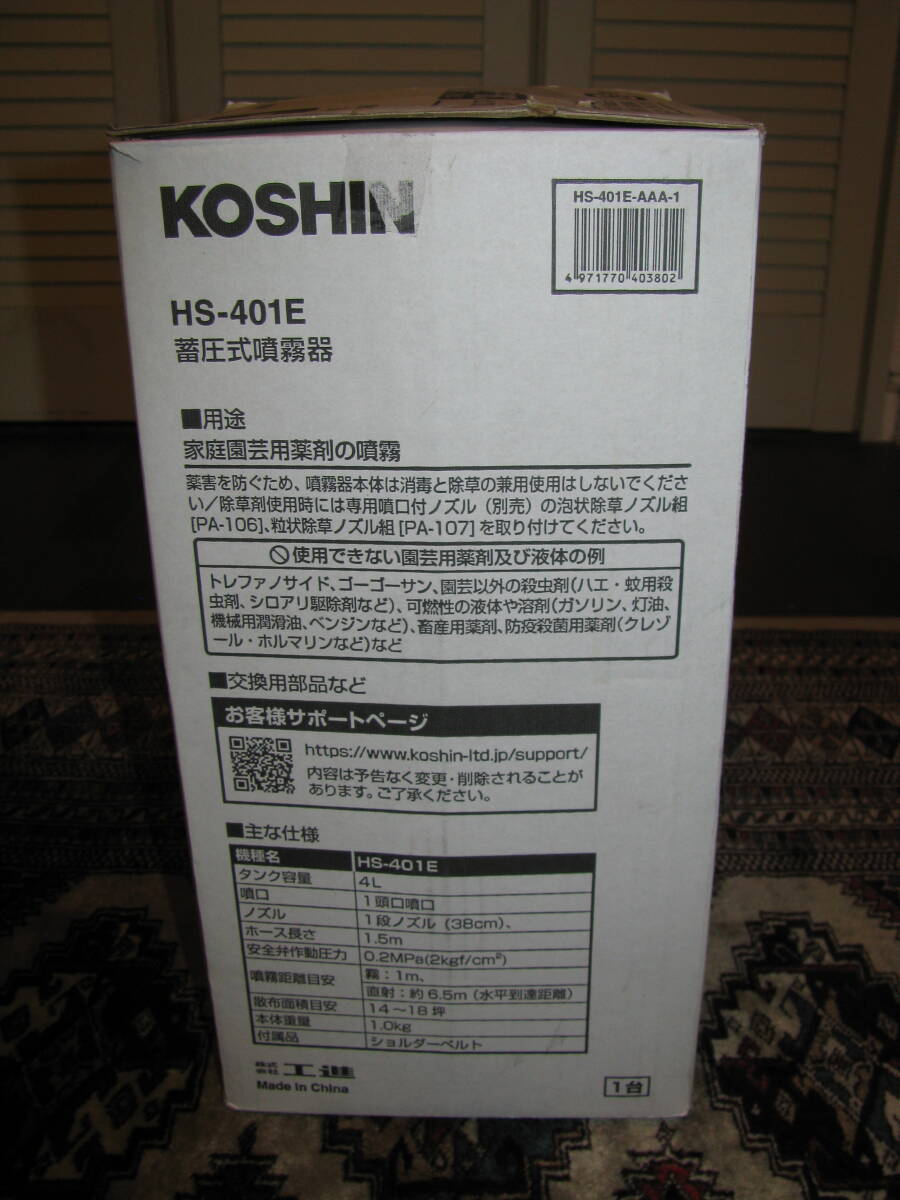 KOSHIN
HS-401E-AAA-1
4 971770 403802
HS-401E
蓄圧式噴霧器
■用途
家庭園芸用薬剤の噴霧
薬害を防ぐため、噴霧器本体は消毒と除草の兼用使用はしないでくださ
い／除草剤使用時には専用噴口付ノズル（別売）の泡状除草ノズル組
[PA-106]、粒状除草ノズル組 [PA-107] を取り付けてください。
使用できない園芸用薬剤及び液体の例
トレファノサイド、ゴーゴーサン、園芸以外の殺虫剤（ハエ・蚊用殺
虫剤、シロアリ駆除剤など）、可燃性の液体や溶剤（ガソリン、灯油、
機械用潤滑油、ベンジンなど）、畜産用薬剤、防疫殺菌用薬剤（クレゾ
ール・ホルマリンなど）など
■交換用部品など
お客様サポートページ
https://www.koshin-ltd.jp/support/
内容は予告なく変更・削除されることが
あります。ご了承ください。
■主な仕様
機種名 HS-401E
タンク容量 4L
噴口 1頭口噴口
ノズル 1段ノズル（38cm）、
ホース長さ 1.5m
安全弁作動圧力 0.2MPa(2kgf/cm²)
噴霧距離目安 霧：1m、
直射：約6.5m（水平到達距離）
散布面積目安 14～18坪
本体重量 1.0kg
付属品 ショルダーベルト
株式会社 工進
Made in China
1台